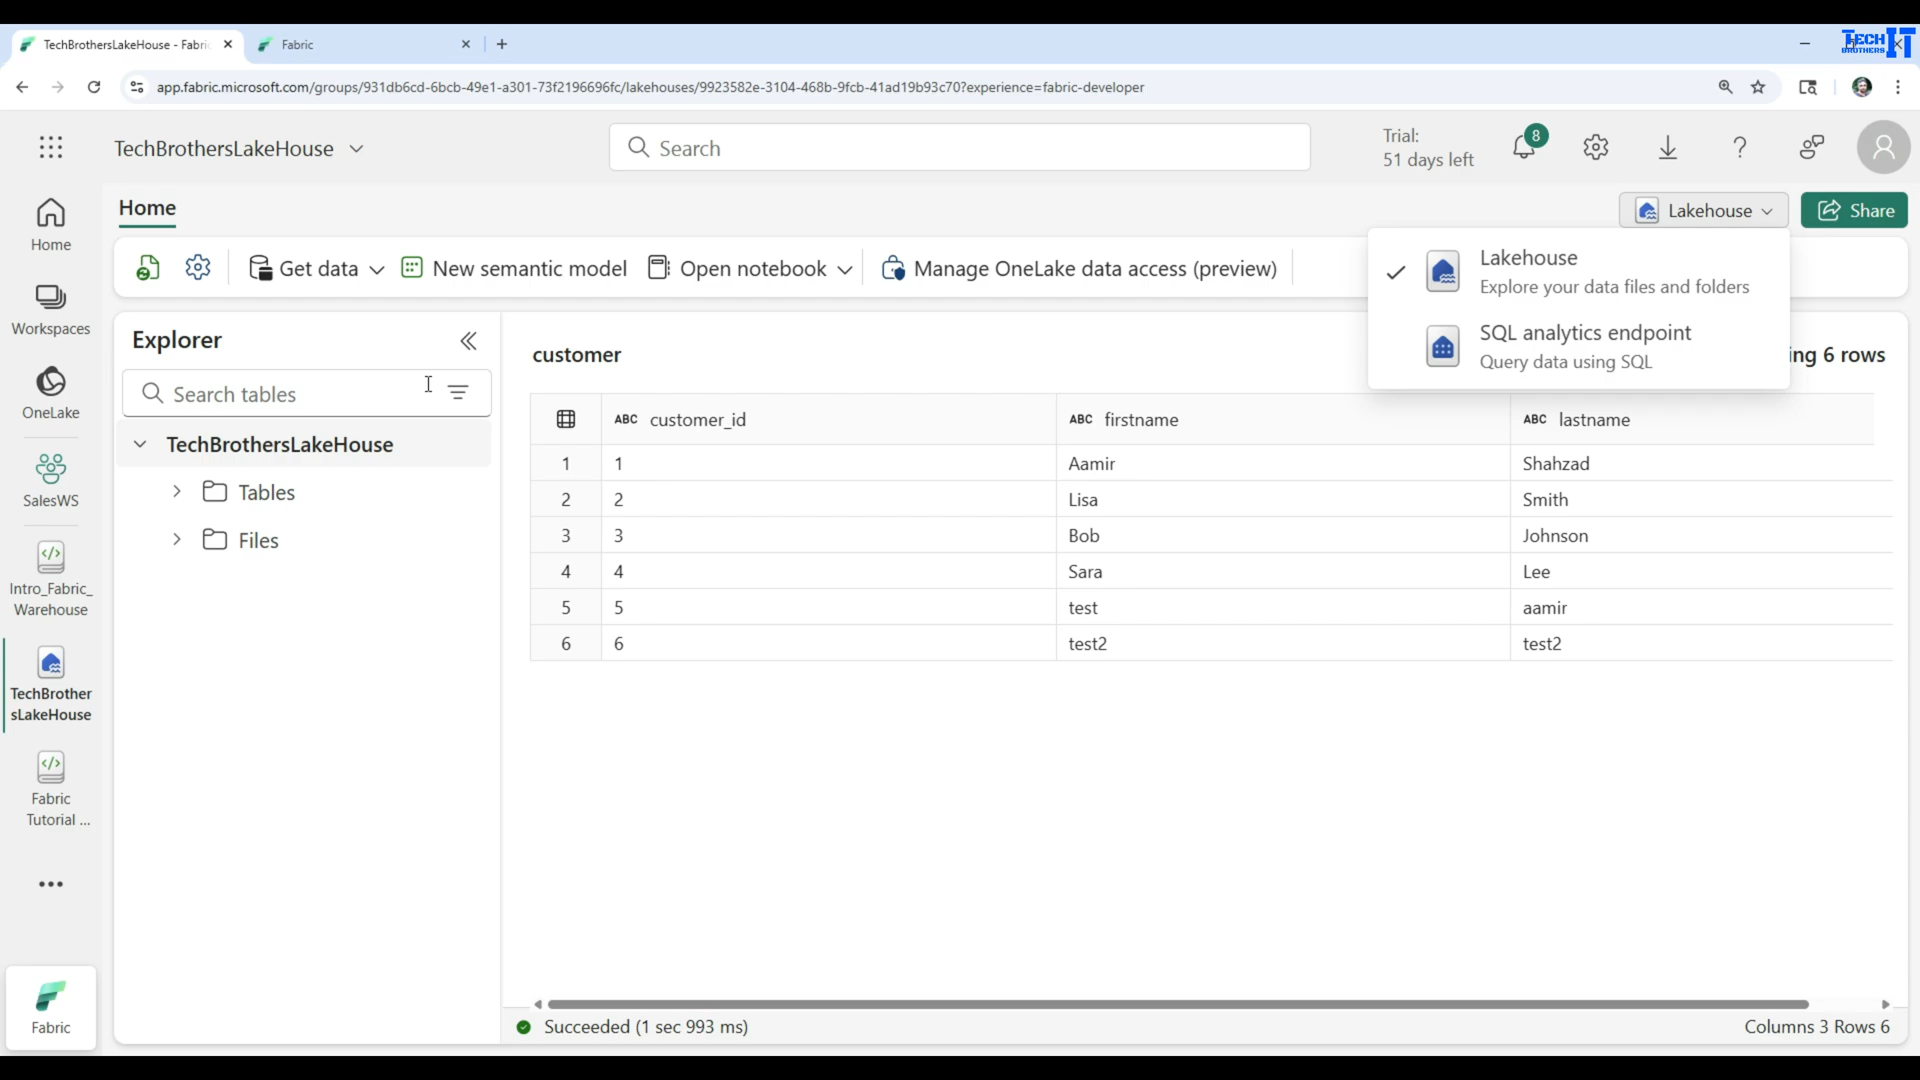 TechBrothersLakeHouse - Fabric
Fabric
TECH IT
BROTHERS
app.fabric.microsoft.com/groups/931db6cd-6bcb-49e1-a301-73f2196696fc/lakehouses/9923582e-3104-468b-9fcb-41ad19b93c70?experience=fabric-developer
TechBrothersLakeHouse
Search
Trial:
51 days left
8
Home
Lakehouse
Share
Get data
New semantic model
Open notebook
Manage OneLake data access (preview)
Lakehouse
Explore your data files and folders
SQL analytics endpoint
Query data using SQL
Home
Workspaces
OneLake
SalesWS
Intro_Fabric_
Warehouse
TechBrother
sLakeHouse
Fabric
Tutorial ...
Fabric
Explorer
Search tables
TechBrothersLakeHouse
Tables
Files
customer
ing 6 rows
ABC customer_id ABC firstname ABC lastname
1 1 Aamir Shahzad
2 2 Lisa Smith
3 3 Bob Johnson
4 4 Sara Lee
5 5 test aamir
6 6 test2 test2
Succeeded (1 sec 993 ms)
Columns 3 Rows 6